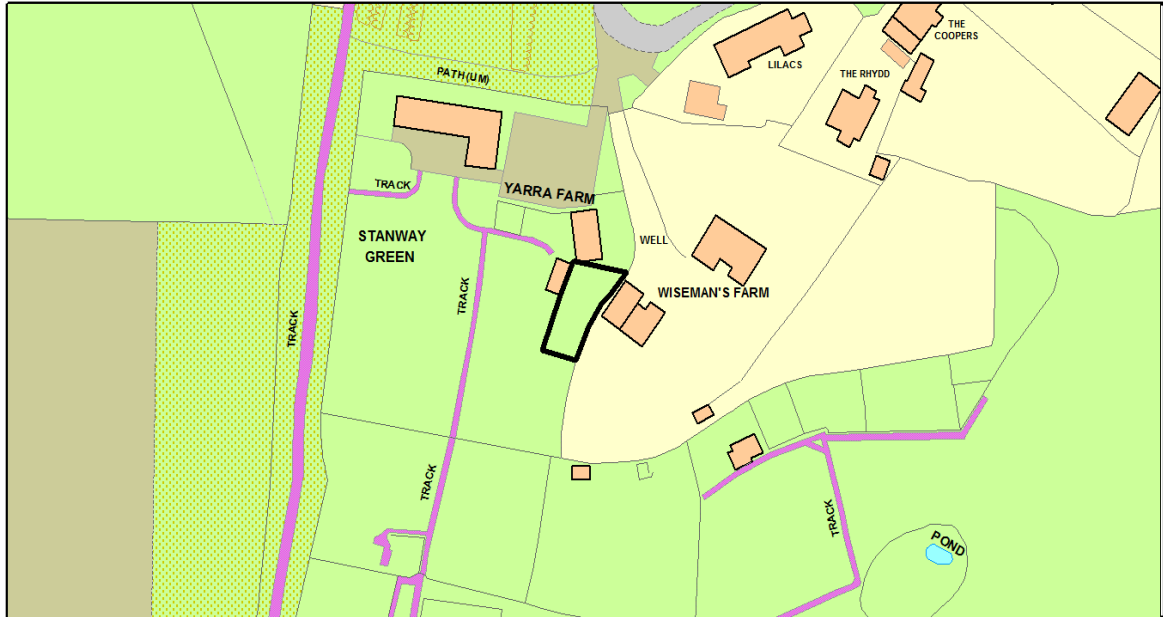 THE
COOPERS
LILACS
THE RHYDD
PATH(UM)
TRACK
YARRA FARM
STANWAY
GREEN
WELL
TRACK
WISEMAN'S FARM
TRACK
TRACK
TRACK
POND